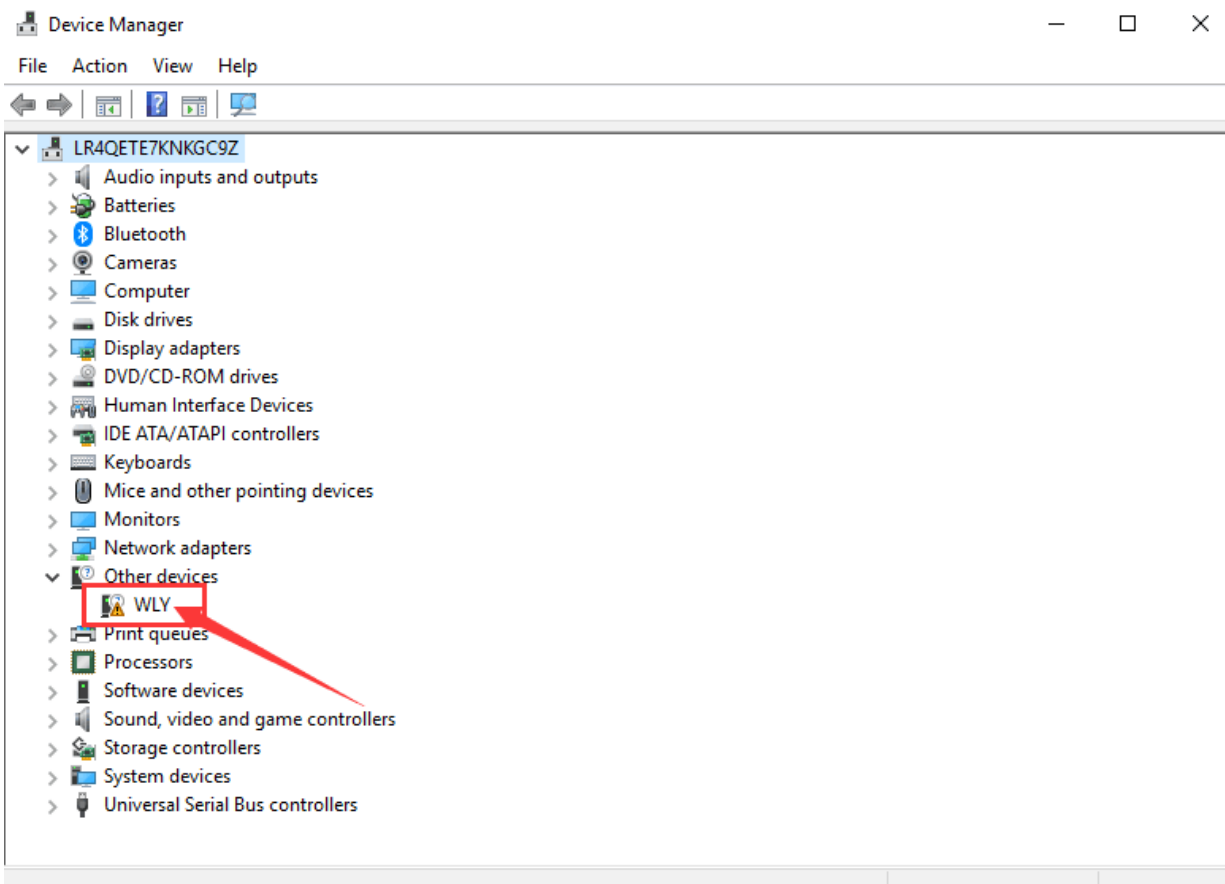 Device Manager
File Action View Help
LR4QETE7KNKGC9Z
Audio inputs and outputs
Batteries
Bluetooth
Cameras
Computer
Disk drives
Display adapters
DVD/CD-ROM drives
Human Interface Devices
IDE ATA/ATAPI controllers
Keyboards
Mice and other pointing devices
Monitors
Network adapters
Other devices
WLY
Print queues
Processors
Software devices
Sound, video and game controllers
Storage controllers
System devices
Universal Serial Bus controllers